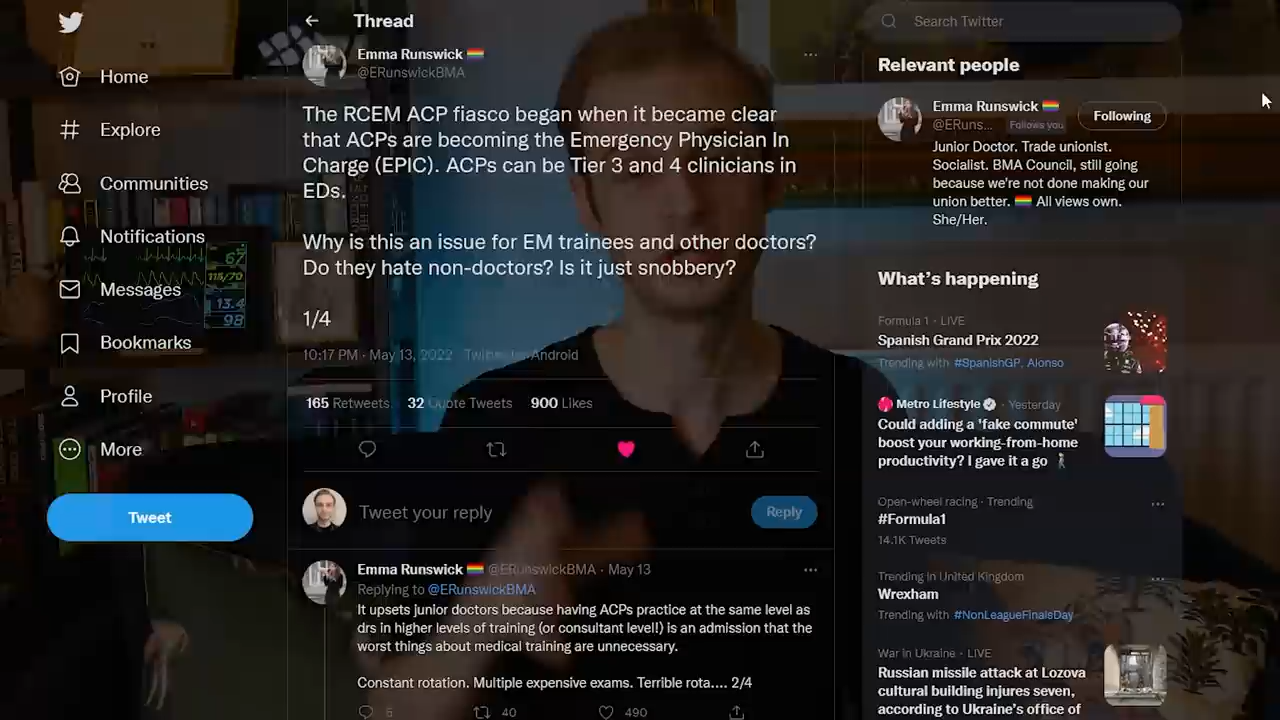 Thread
Search Twitter
Home
Explore
Communities
Notifications
Messages
Bookmarks
Profile
More
Tweet
Emma Runswick 🏳️‍🌈
@ERunswickBMA
The RCEM ACP fiasco began when it became clear
that ACPs are becoming the Emergency Physician In
Charge (EPIC). ACPs can be Tier 3 and 4 clinicians in
EDs.
Why is this an issue for EM trainees and other doctors?
Do they hate non-doctors? Is it just snobbery?
1/4
10:17 PM · May 13, 2022 · Twitter for Android
165 Retweets 32 Quote Tweets 900 Likes
Tweet your reply
Reply
Emma Runswick 🏳️‍🌈 @ERunswickBMA · May 13
Replying to @ERunswickBMA
It upsets junior doctors because having ACPs practice at the same level as
drs in higher levels of training (or consultant level!) is an admission that the
worst things about medical training are unnecessary.
Constant rotation. Multiple expensive exams. Terrible rota.... 2/4
5 40 490
Relevant people
Emma Runswick 🏳️‍🌈
@ERuns... Follows you
Following
Junior Doctor. Trade unionist.
Socialist. BMA Council, still going
because we're not done making our
union better. 🏳️‍🌈 All views own.
She/Her.
What's happening
Formula 1 · LIVE
Spanish Grand Prix 2022
Trending with #SpanishGP, Alonso
Metro Lifestyle · Yesterday
Could adding a 'fake commute'
boost your working-from-home
productivity? I gave it a go 🚶
Open-wheel racing · Trending
#Formula1
14.1K Tweets
Trending in United Kingdom
Wrexham
Trending with #NonLeagueFinalsDay
War in Ukraine · LIVE
Russian missile attack at Lozova
cultural building injures seven,
according to Ukraine's office of
67
115/70
13.4
98